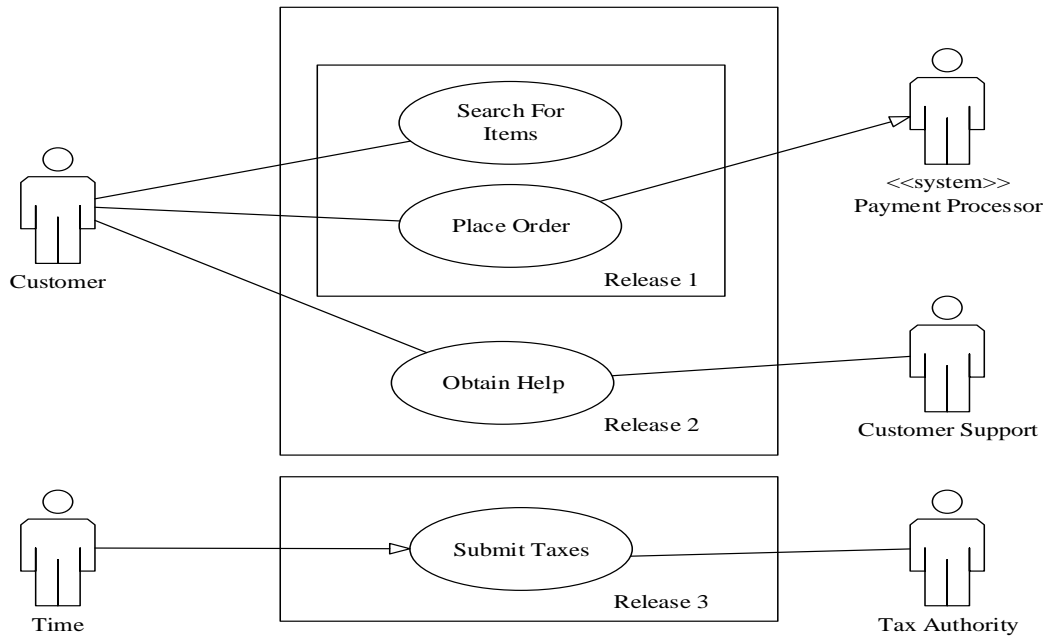 Search For
Items
<<system>>
Payment Processor
Place Order
Customer
Release 1
Obtain Help
Release 2
Customer Support
Submit Taxes
Release 3
Time
Tax Authority